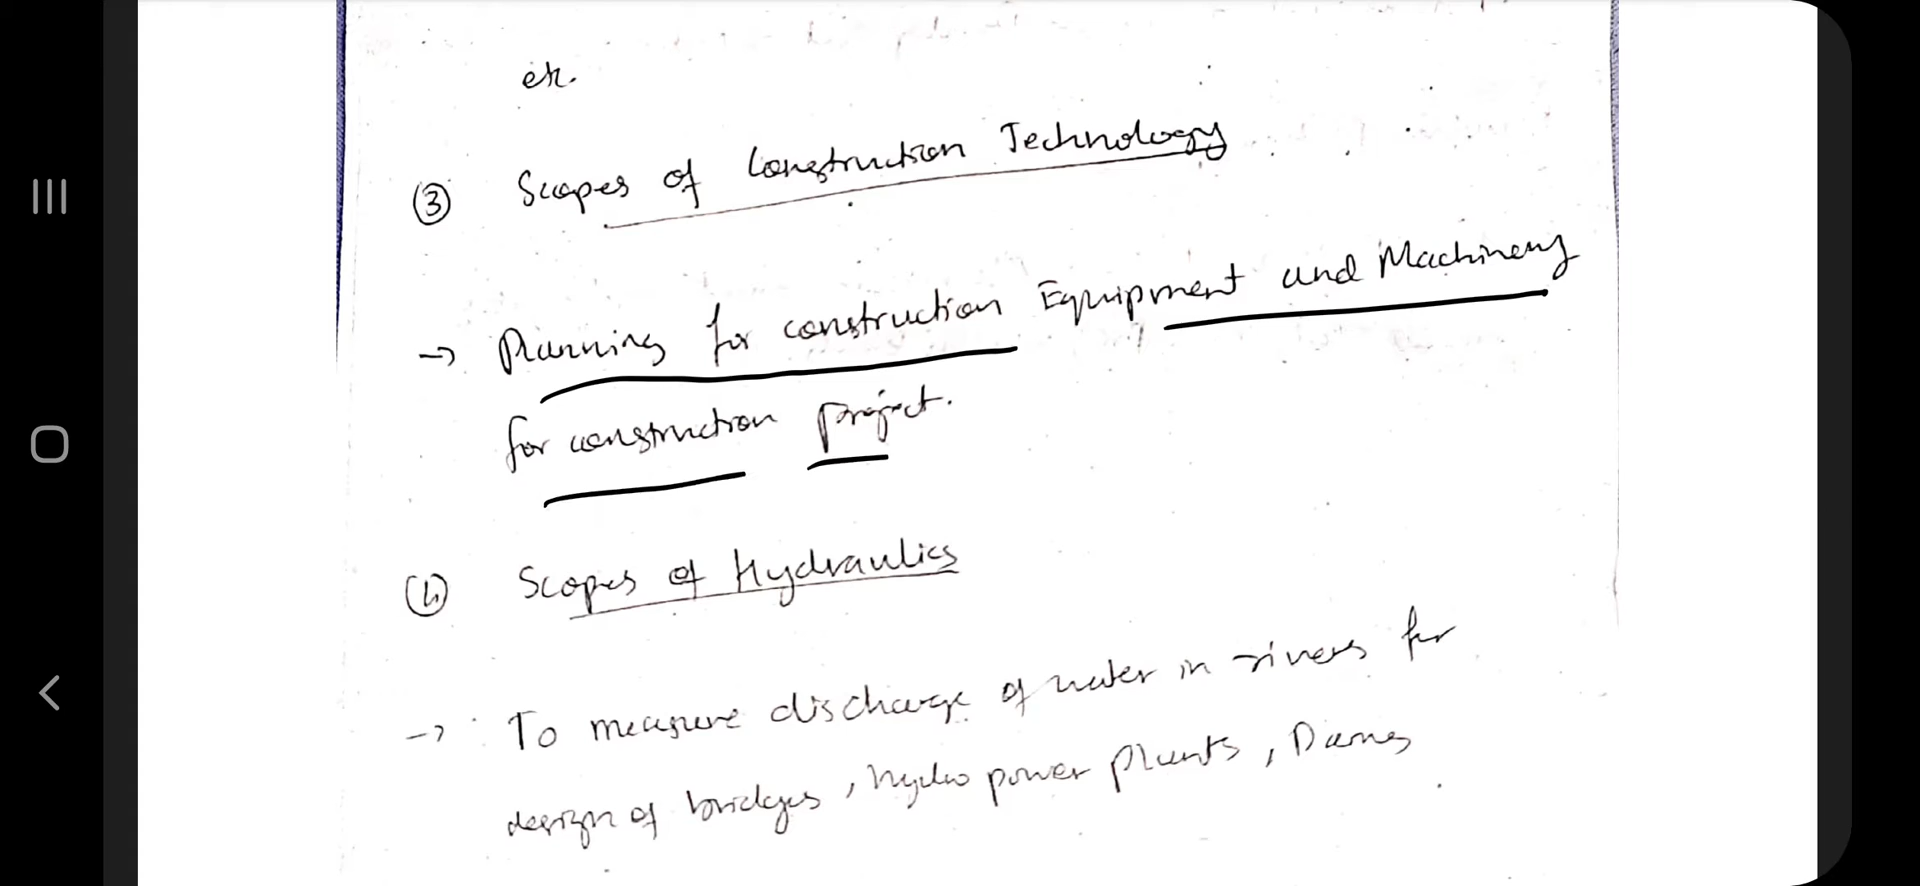 etc.
③ Scopes of Construction Technology
→ Planning for construction Equipment and Machinery
for construction project.
④ Scopes of Hydraulics
→ To measure discharge of water in rivers for
design of bridges, hydro power plants, Dams